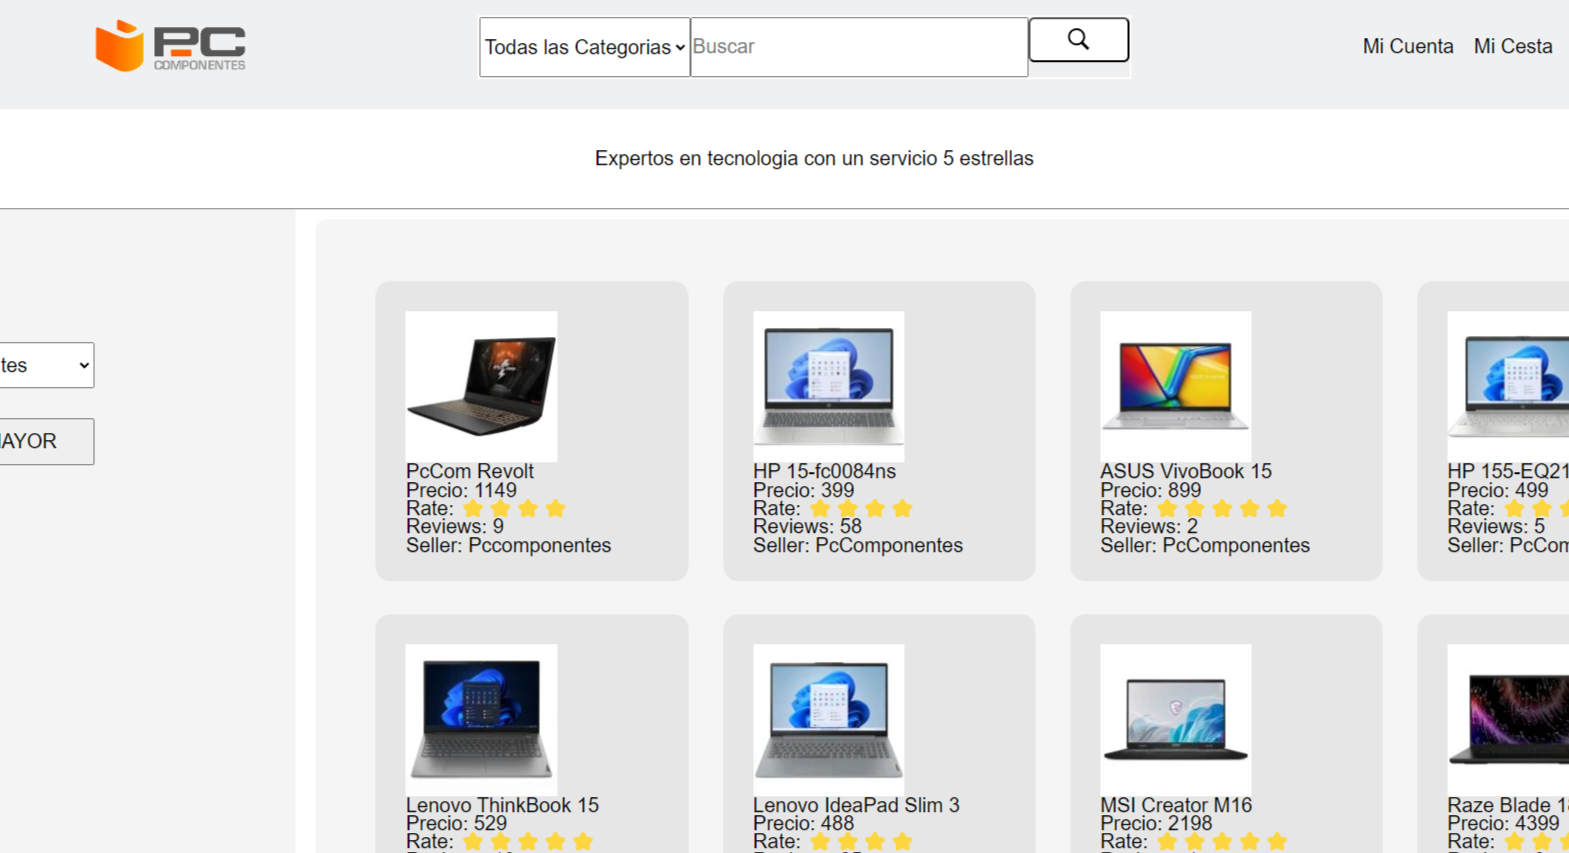 PC
COMPONENTES
Todas las Categorias
Buscar
Mi Cuenta
Mi Cesta
Expertos en tecnologia con un servicio 5 estrellas
tes
AYOR
PcCom Revolt
Precio: 1149
Rate:
Reviews: 9
Seller: Pccomponentes
HP 15-fc0084ns
Precio: 399
Rate:
Reviews: 58
Seller: PcComponentes
ASUS VivoBook 15
Precio: 899
Rate:
Reviews: 2
Seller: PcComponentes
HP 155-EQ21
Precio: 499
Rate:
Reviews: 5
Seller: PcCom
Lenovo ThinkBook 15
Precio: 529
Rate:
Lenovo IdeaPad Slim 3
Precio: 488
Rate:
MSI Creator M16
Precio: 2198
Rate:
Raze Blade 18
Precio: 4399
Rate: